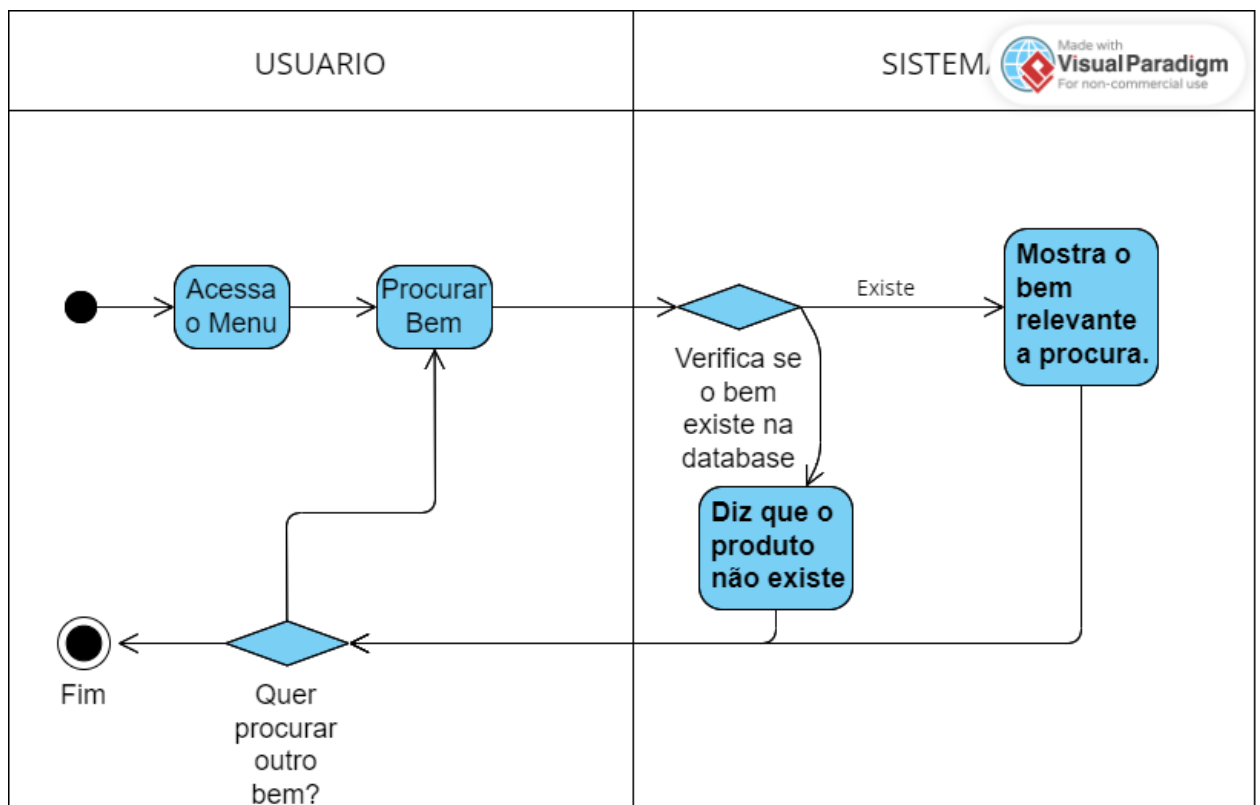 USUARIO
SISTEMA
Made with
Visual Paradigm
For non-commercial use
Acessa
o Menu
Procurar
Bem
Existe
Mostra o
bem
relevante
a procura.
Verifica se
o bem
existe na
database
Diz que o
produto
não existe
Fim
Quer
procurar
outro
bem?